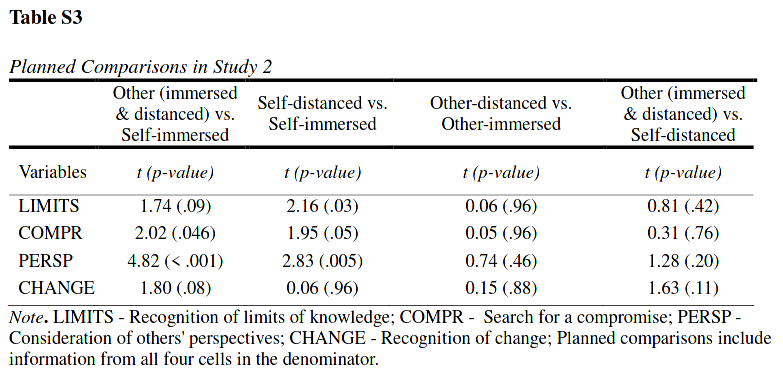 Table S3
Planned Comparisons in Study 2
Other (immersed & distanced) vs. Self-immersed
Self-distanced vs. Self-immersed
Other-distanced vs. Other-immersed
Other (immersed & distanced) vs. Self-distanced
Variables t (p-value) t (p-value) t (p-value) t (p-value)
LIMITS 1.74 (.09) 2.16 (.03) 0.06 (.96) 0.81 (.42)
COMPR 2.02 (.046) 1.95 (.05) 0.05 (.96) 0.31 (.76)
PERSP 4.82 (< .001) 2.83 (.005) 0.74 (.46) 1.28 (.20)
CHANGE 1.80 (.08) 0.06 (.96) 0.15 (.88) 1.63 (.11)
Note. LIMITS - Recognition of limits of knowledge; COMPR - Search for a compromise; PERSP -
Consideration of others' perspectives; CHANGE - Recognition of change; Planned comparisons include
information from all four cells in the denominator.